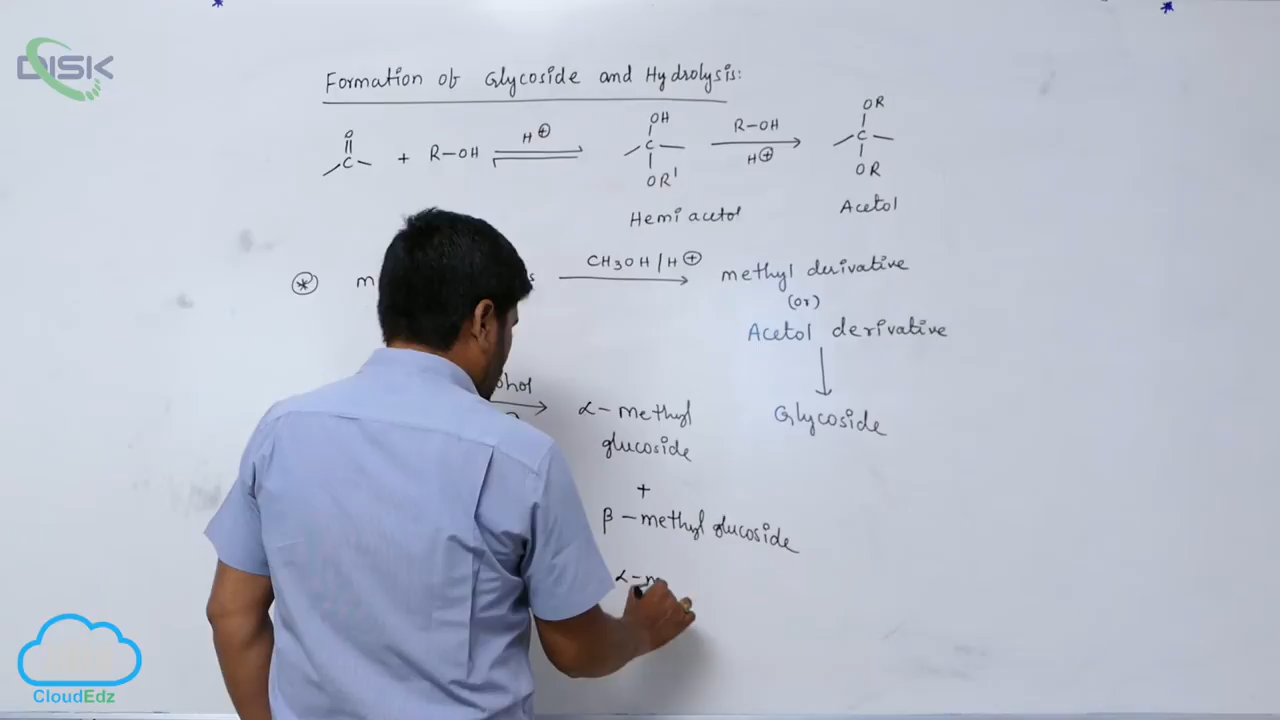 DISK
Formation of Glycoside and Hydrolysis:
O
C + R-OH H⊕ OH C OR' R-OH H⊕ OR C OR
Hemi acetol
Acetol
CH3OH/H⊕ methyl derivative
(or)
Acetol derivative
Glycoside
α-methyl
glucoside
+
β-methyl glucoside
α-m
CloudEdz